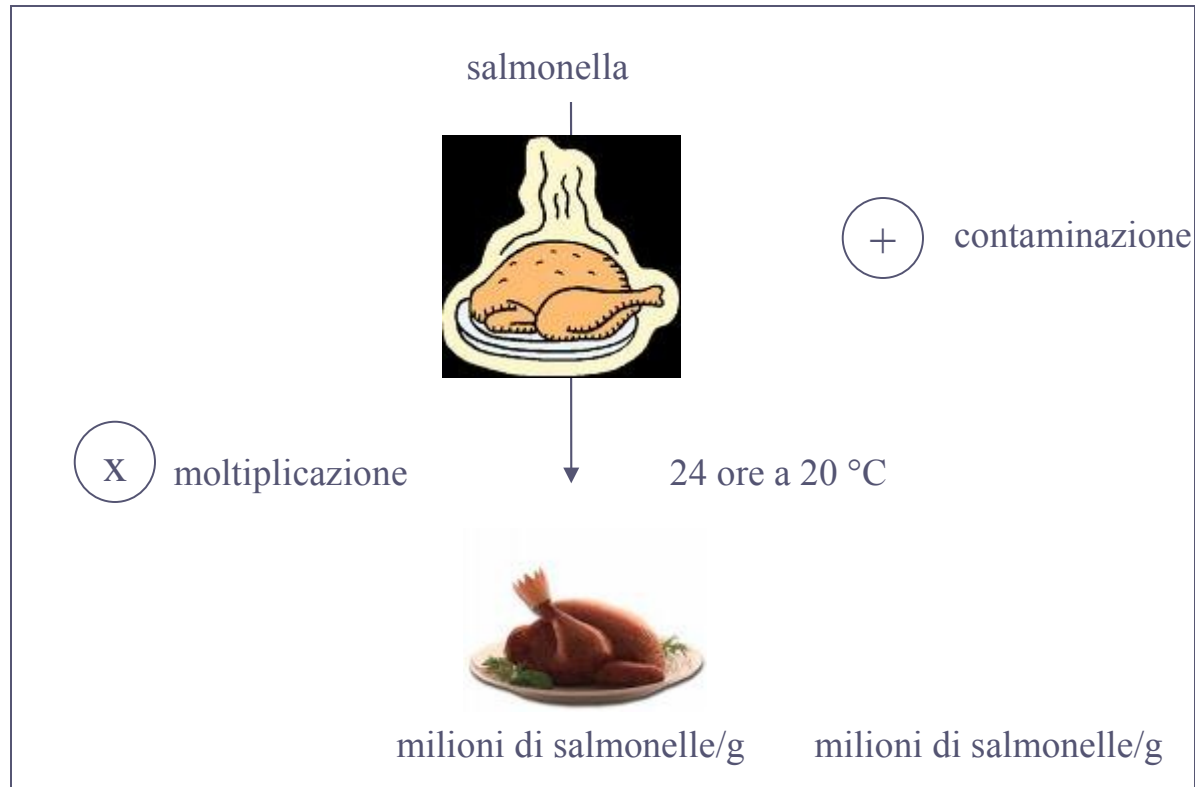 salmonella
+ contaminazione
x moltiplicazione 24 ore a 20 °C
milioni di salmonelle/g milioni di salmonelle/g